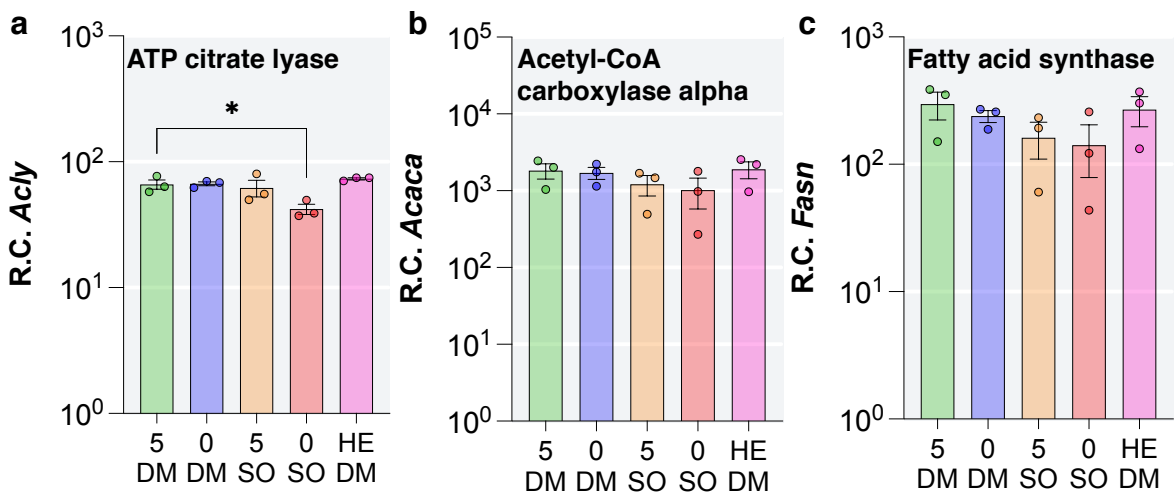 a
ATP citrate lyase
*
R.C. Acly
10³
10²
10¹
10⁰
5 0 5 0 HE
DM DM SO SO DM
b
Acetyl-CoA
carboxylase alpha
R.C. Acaca
10⁵
10⁴
10³
10²
10¹
10⁰
5 0 5 0 HE
DM DM SO SO DM
c
Fatty acid synthase
R.C. Fasn
10³
10²
10¹
10⁰
5 0 5 0 HE
DM DM SO SO DM